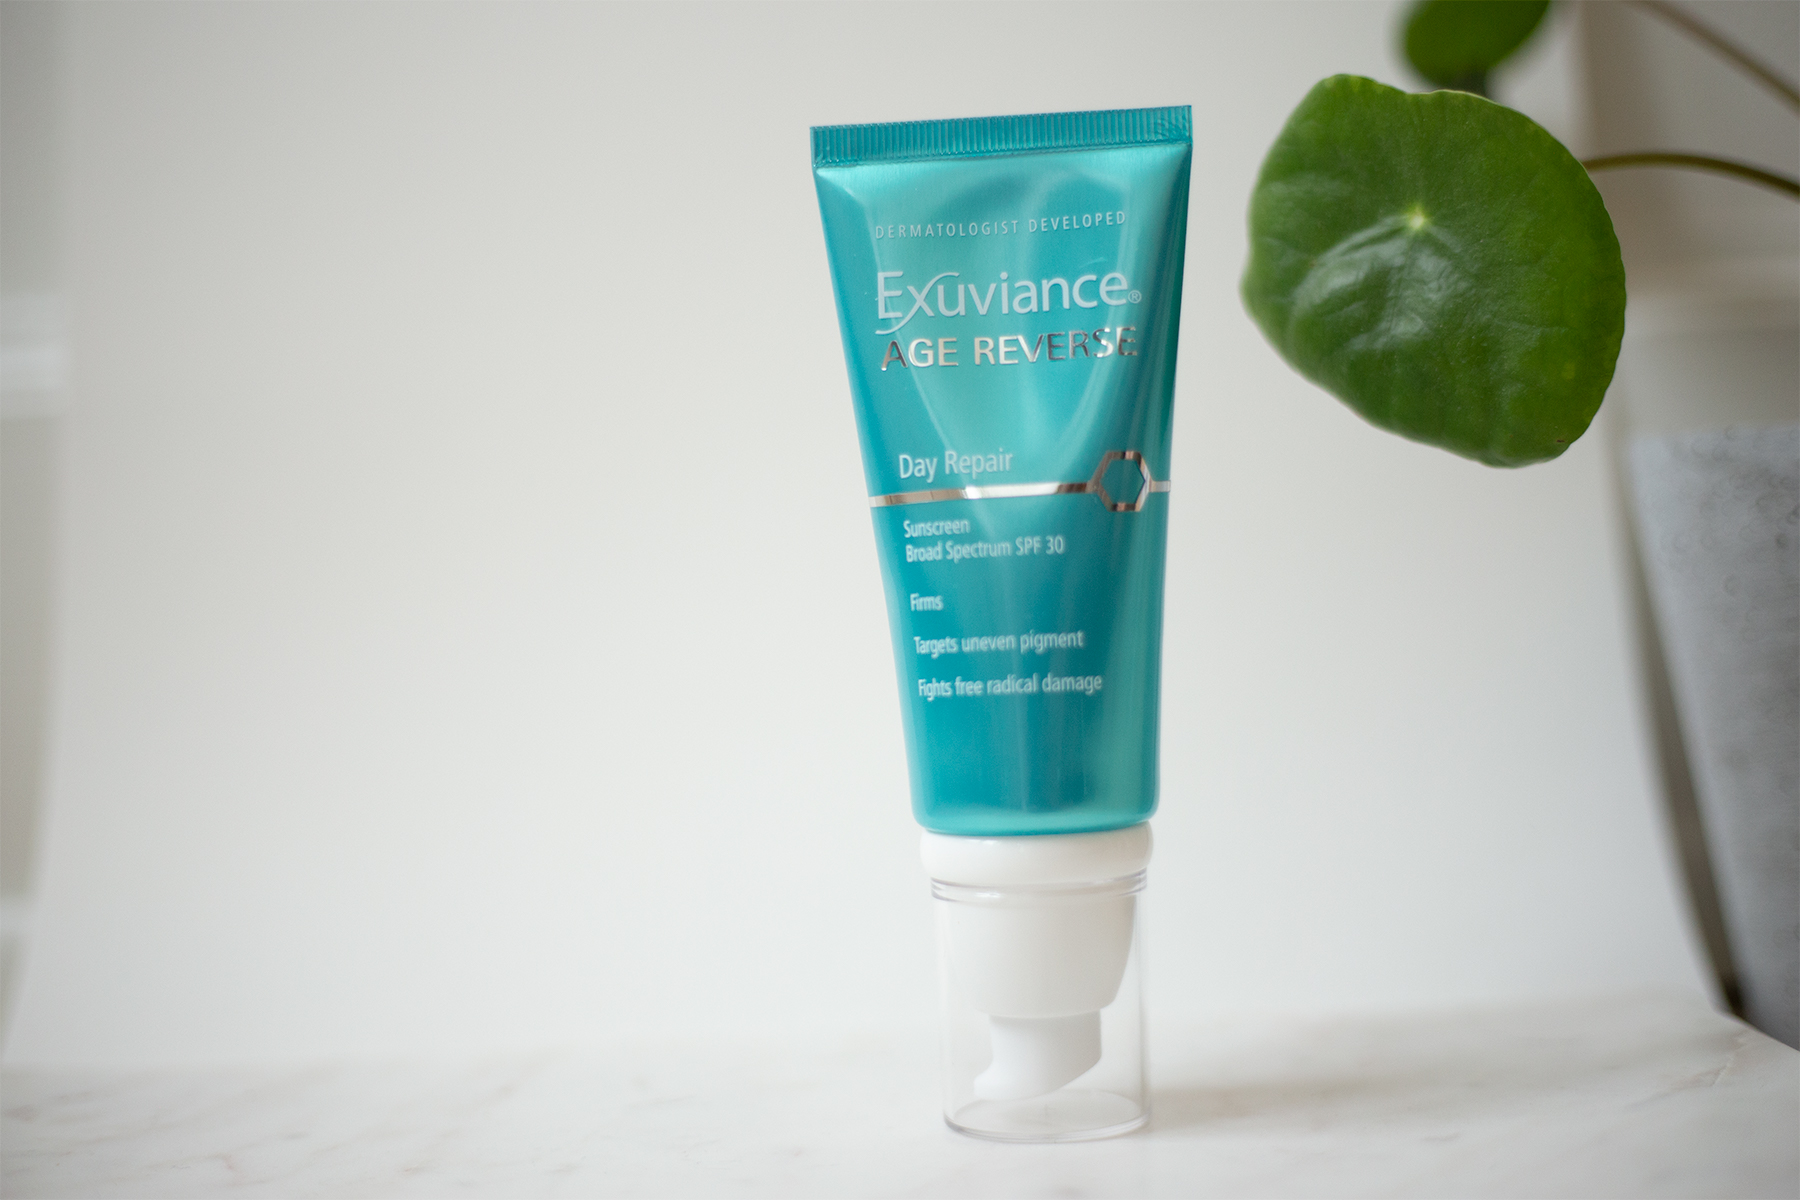 DERMATOLOGIST DEVELOPED
Exuviance®
AGE REVERSE
Day Repair
Sunscreen
Broad Spectrum SPF 30
Firms
Targets uneven pigment
Fights free radical damage